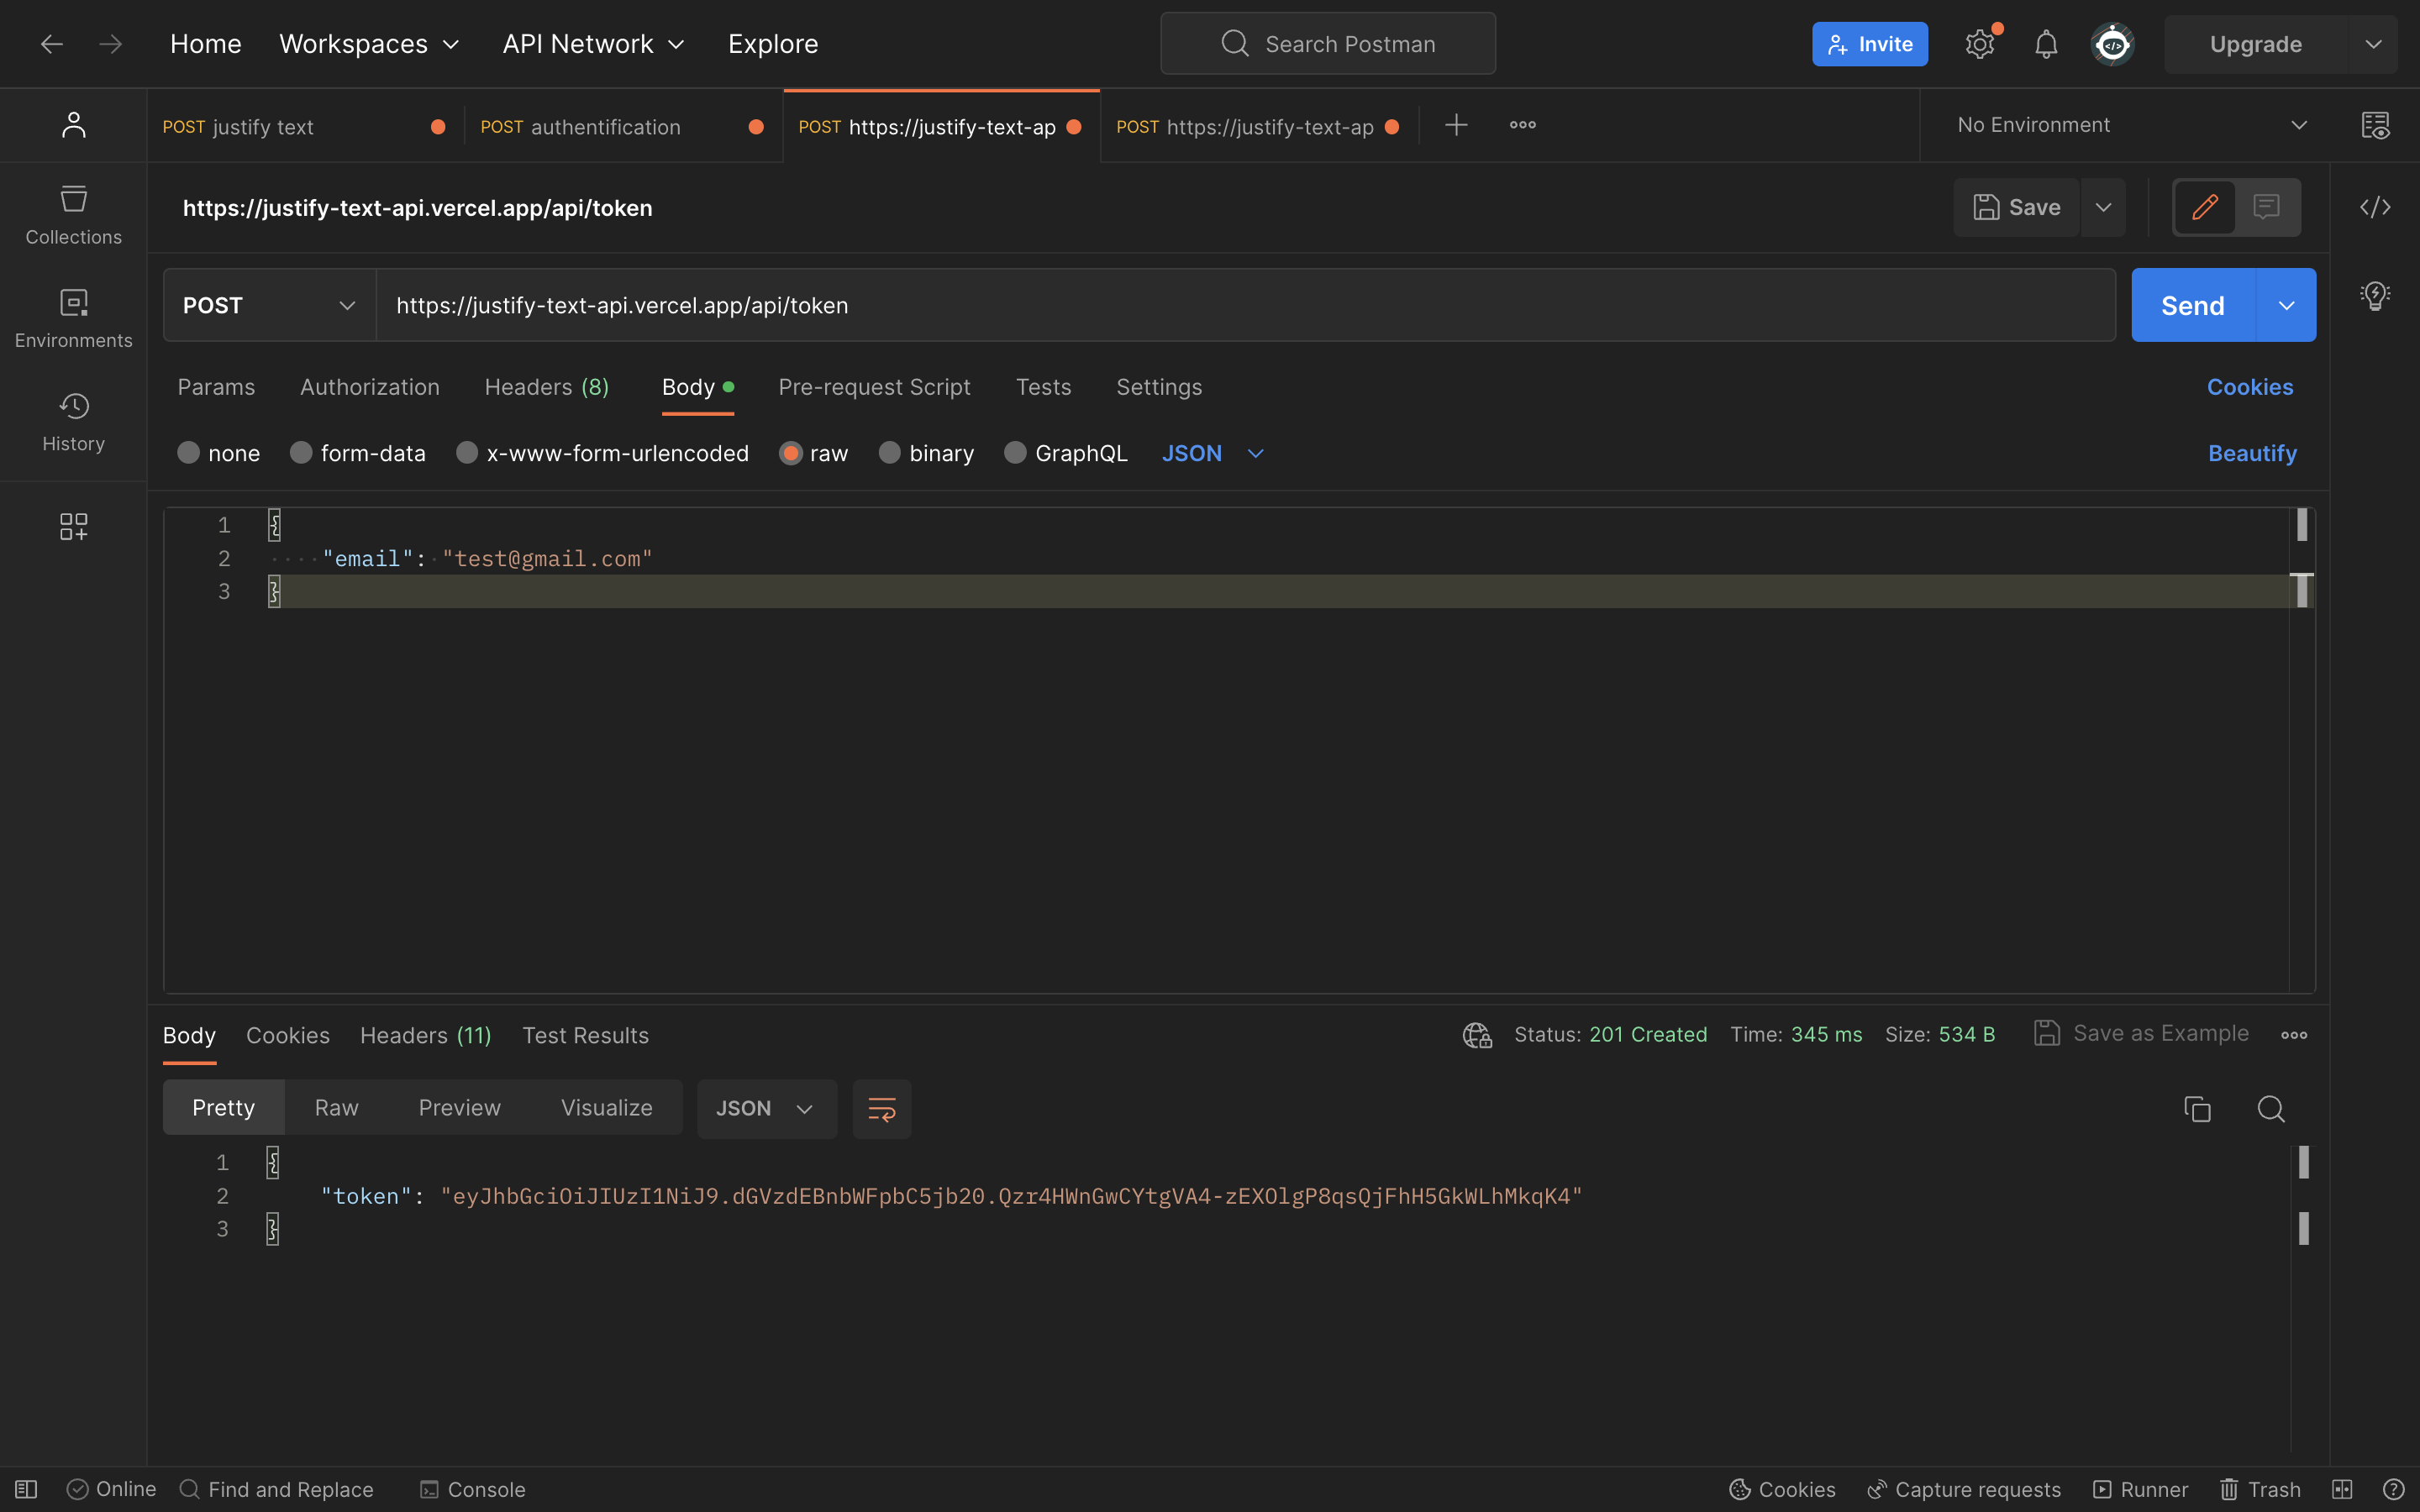 Home Workspaces API Network Explore Search Postman Invite Upgrade
POST justify text POST authentification POST https://justify-text-ap POST https://justify-text-ap No Environment
https://justify-text-api.vercel.app/api/token Save
Collections
POST https://justify-text-api.vercel.app/api/token Send
Environments
Params Authorization Headers (8) Body Pre-request Script Tests Settings Cookies
History
none form-data x-www-form-urlencoded raw binary GraphQL JSON Beautify
1 {
2 "email": "test@gmail.com"
3 }
Body Cookies Headers (11) Test Results Status: 201 Created Time: 345 ms Size: 534 B Save as Example
Pretty Raw Preview Visualize JSON
1 {
2 "token": "eyJhbGciOiJIUzI1NiJ9.dGVzdEBnbWFpbC5jb20.Qzr4HWnGwCYtgVA4-zEXOlgP8qsQjFhH5GkWLhMkqK4"
3 }
Online Find and Replace Console Cookies Capture requests Runner Trash